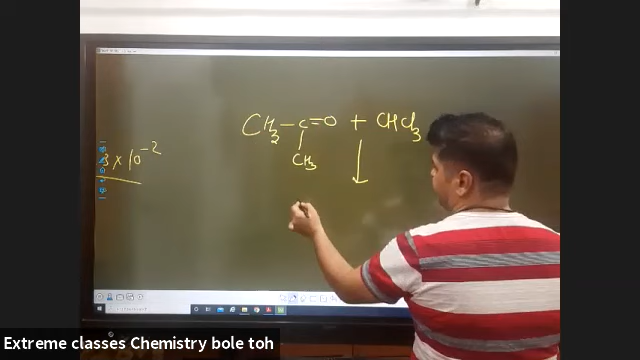 CH₃-C=O + CHCl₃
CH₃
3 × 10⁻²
Extreme classes Chemistry bole toh